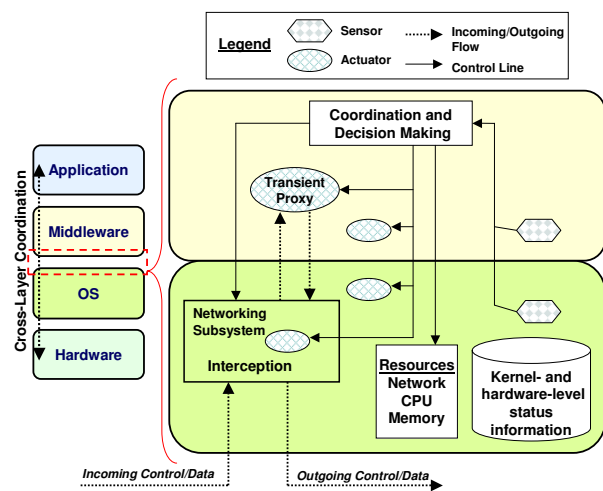 Legend
Sensor
Actuator
Incoming/Outgoing
Flow
Control Line
Cross-Layer Coordination
Application
Middleware
OS
Hardware
Coordination and
Decision Making
Transient
Proxy
Networking
Subsystem
Interception
Resources
Network
CPU
Memory
Kernel- and
hardware-level
status
information
Incoming Control/Data
Outgoing Control/Data